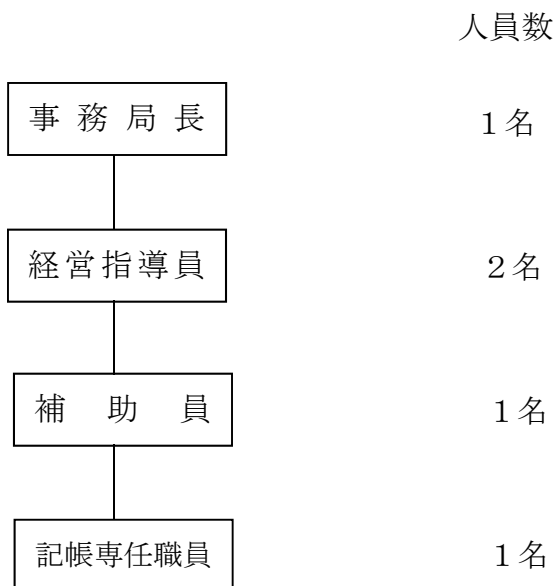 人員数
事務局長 1名
経営指導員 2名
補助員 1名
記帳専任職員 1名